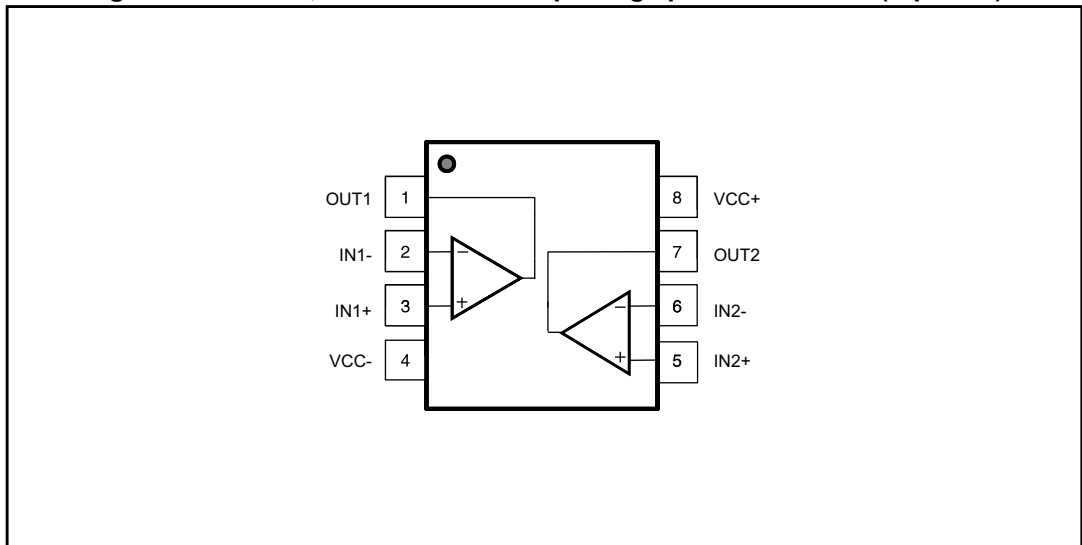 OUT1 1
IN1- 2 -
IN1+ 3 +
VCC- 4
8 VCC+
7 OUT2
- 6 IN2-
+ 5 IN2+